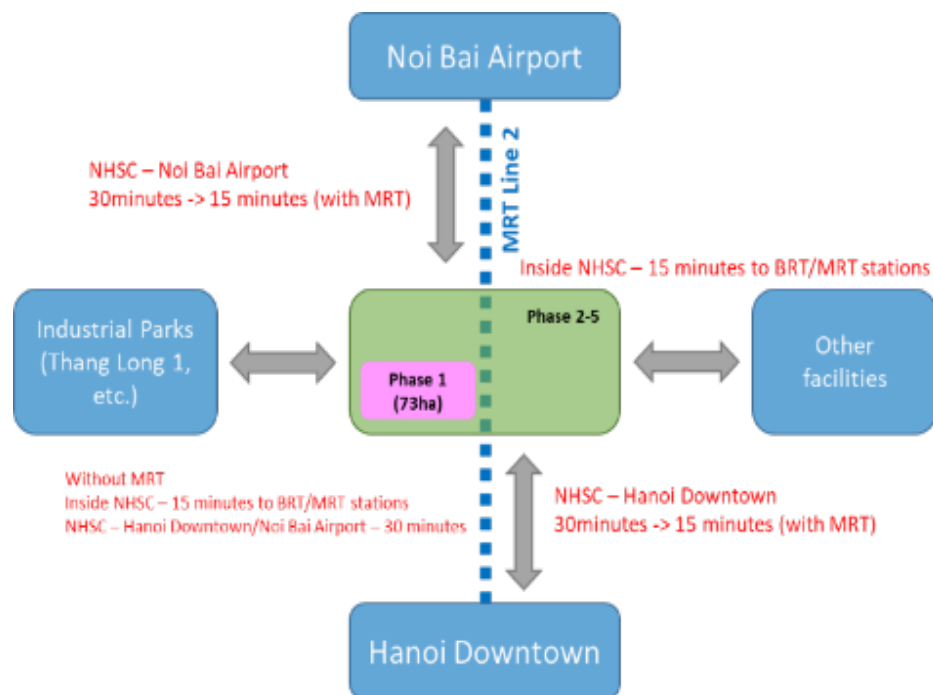 Noi Bai Airport
MRT Line 2
NHSC – Noi Bai Airport
30minutes -> 15 minutes (with MRT)
Inside NHSC – 15 minutes to BRT/MRT stations
Industrial Parks
(Thang Long 1,
etc.)
Phase 2-5
Phase 1
(73ha)
Other
facilities
Without MRT
Inside NHSC – 15 minutes to BRT/MRT stations
NHSC – Hanoi Downtown/Noi Bai Airport – 30 minutes
NHSC – Hanoi Downtown
30minutes -> 15 minutes (with MRT)
Hanoi Downtown